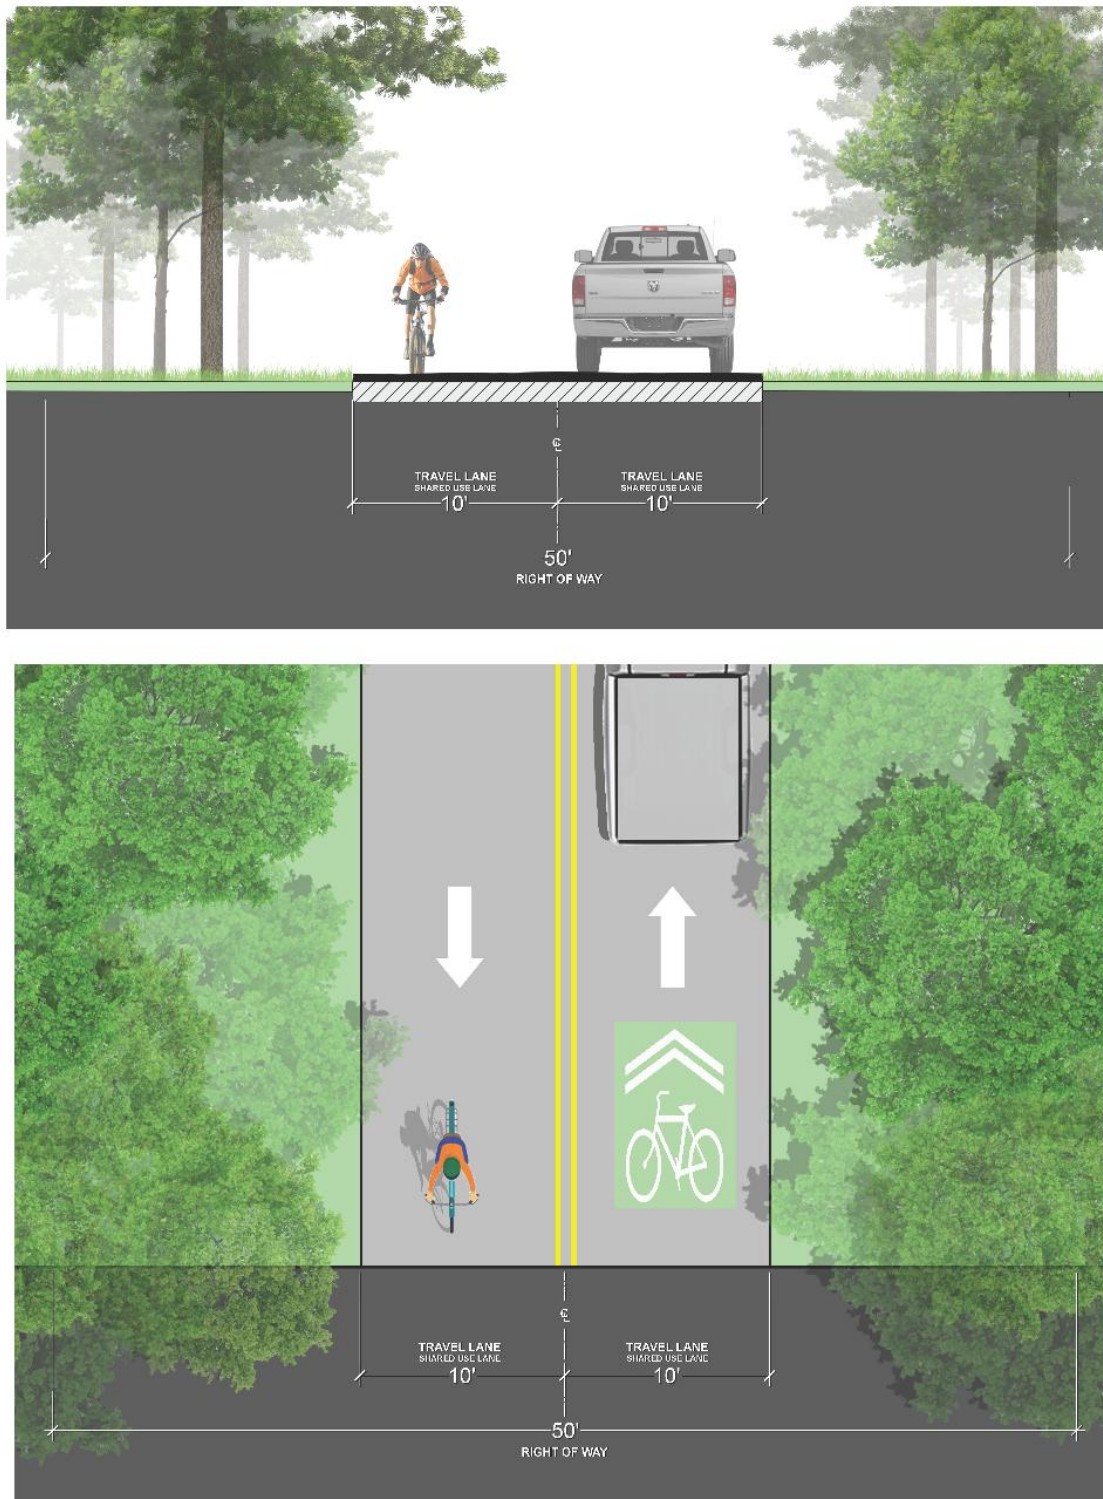 ℄
TRAVEL LANE TRAVEL LANE
SHARED USE LANE SHARED USE LANE
10' 10'
50'
RIGHT OF WAY
℄
TRAVEL LANE TRAVEL LANE
SHARED USE LANE SHARED USE LANE
10' 10'
50'
RIGHT OF WAY